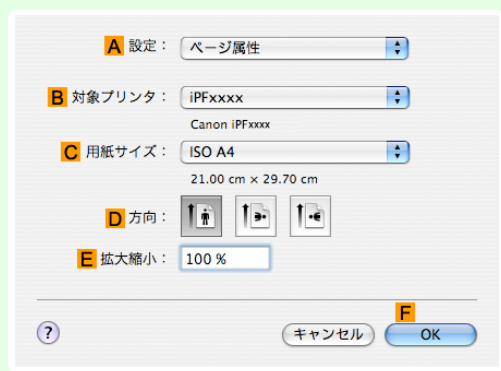 A 設定： ページ属性
B 対象プリンタ： iPFxxxx
Canon iPFxxxx
C 用紙サイズ： ISO A4
21.00 cm × 29.70 cm
D 方向：
E 拡大縮小： 100 %
F
? キャンセル OK